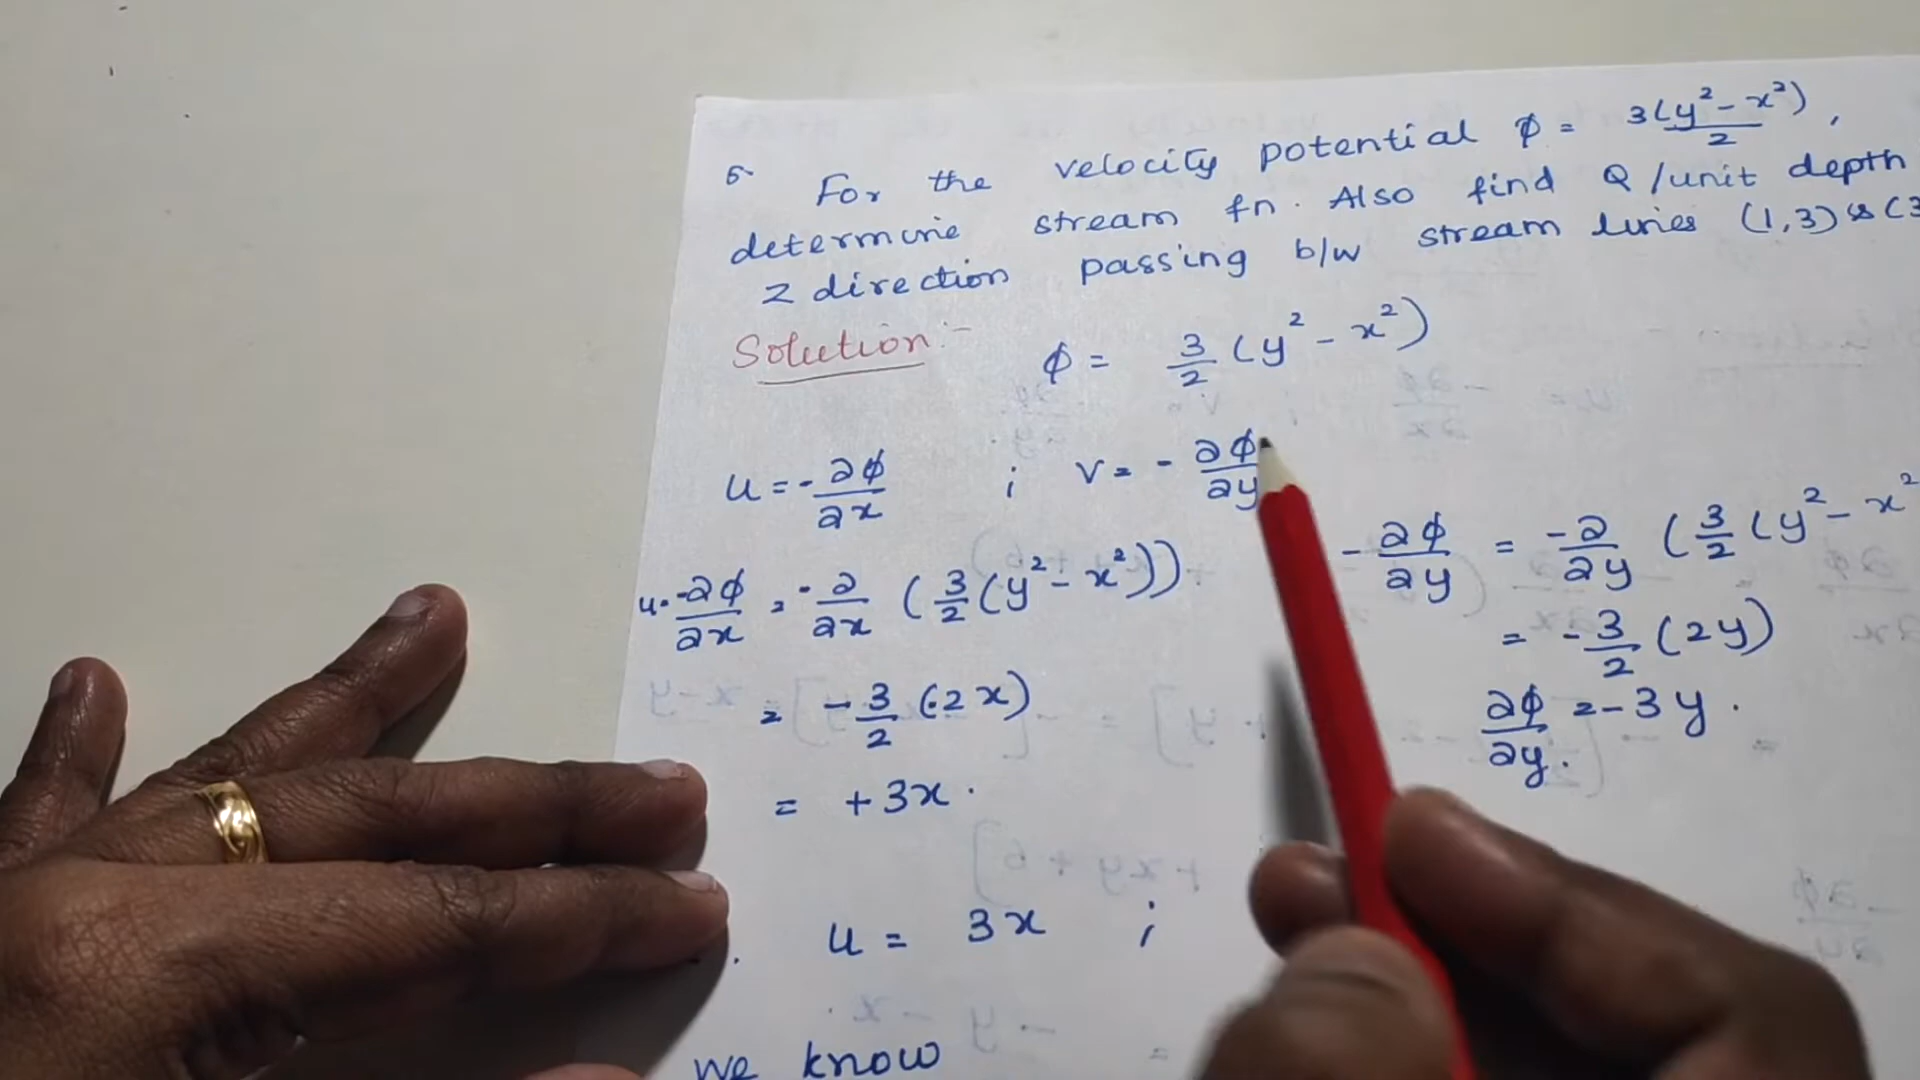 5. For the velocity potential φ = 3(y² - x²)/2 ,
determine stream fn. Also find Q/unit depth
z direction passing b/w stream lines (1,3) & (3
Solution:-
φ = 3/2 (y² - x²)
u = - ∂φ/∂x ; v = - ∂φ/∂y
u = -∂φ/∂x = -∂/∂x (3/2 (y² - x²)).
= -3/2 (-2x)
= +3x.
-∂φ/∂y = -∂/∂y (3/2 (y² - x²
= -3/2 (2y)
∂φ/∂y. = -3y.
u = 3x ;
we know